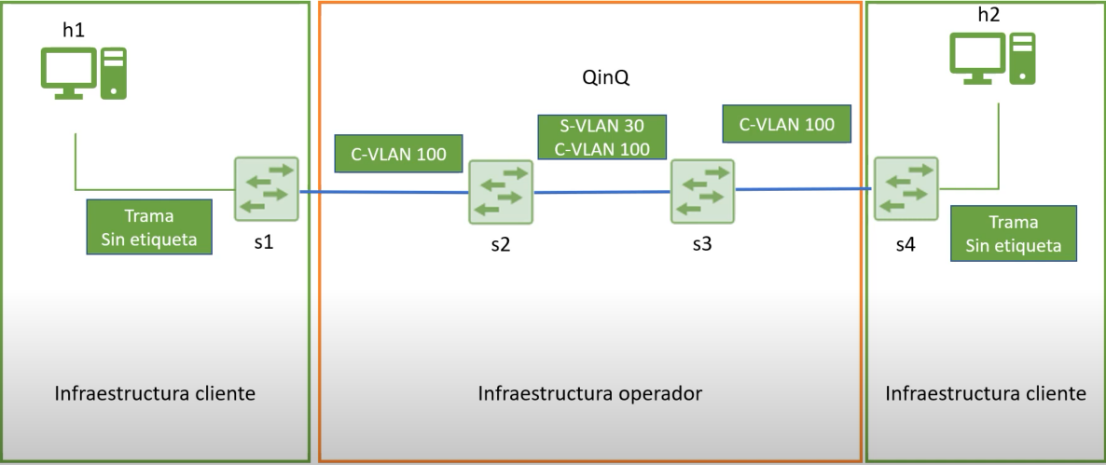 h1
h2
QinQ
C-VLAN 100
S-VLAN 30
C-VLAN 100
C-VLAN 100
Trama
Sin etiqueta
s1
s2
s3
s4
Trama
Sin etiqueta
Infraestructura cliente
Infraestructura operador
Infraestructura cliente